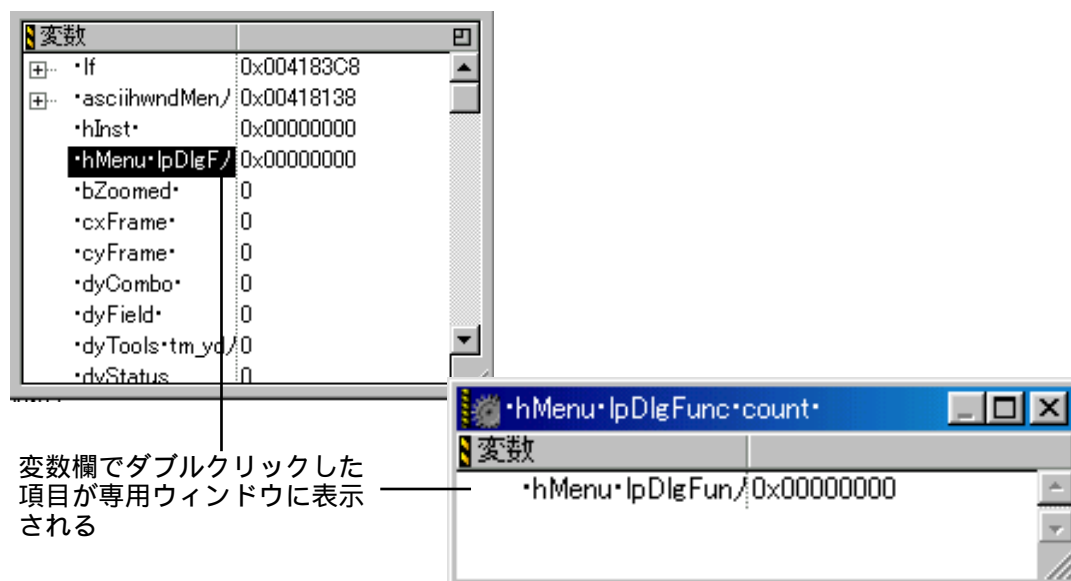 変数
·lf 0x004183C8
·asciihwndMen/ 0x00418138
·hInst· 0x00000000
·hMenu·lpDlgF/ 0x00000000
·bZoomed· 0
·cxFrame· 0
·cyFrame· 0
·dyCombo· 0
·dyField· 0
·dyTools·tm_yd/ 0
·dyStatus 0
·hMenu·lpDlgFunc·count·
変数
·hMenu·lpDlgFun/ 0x00000000
変数欄でダブルクリックした
項目が専用ウィンドウに表示
される